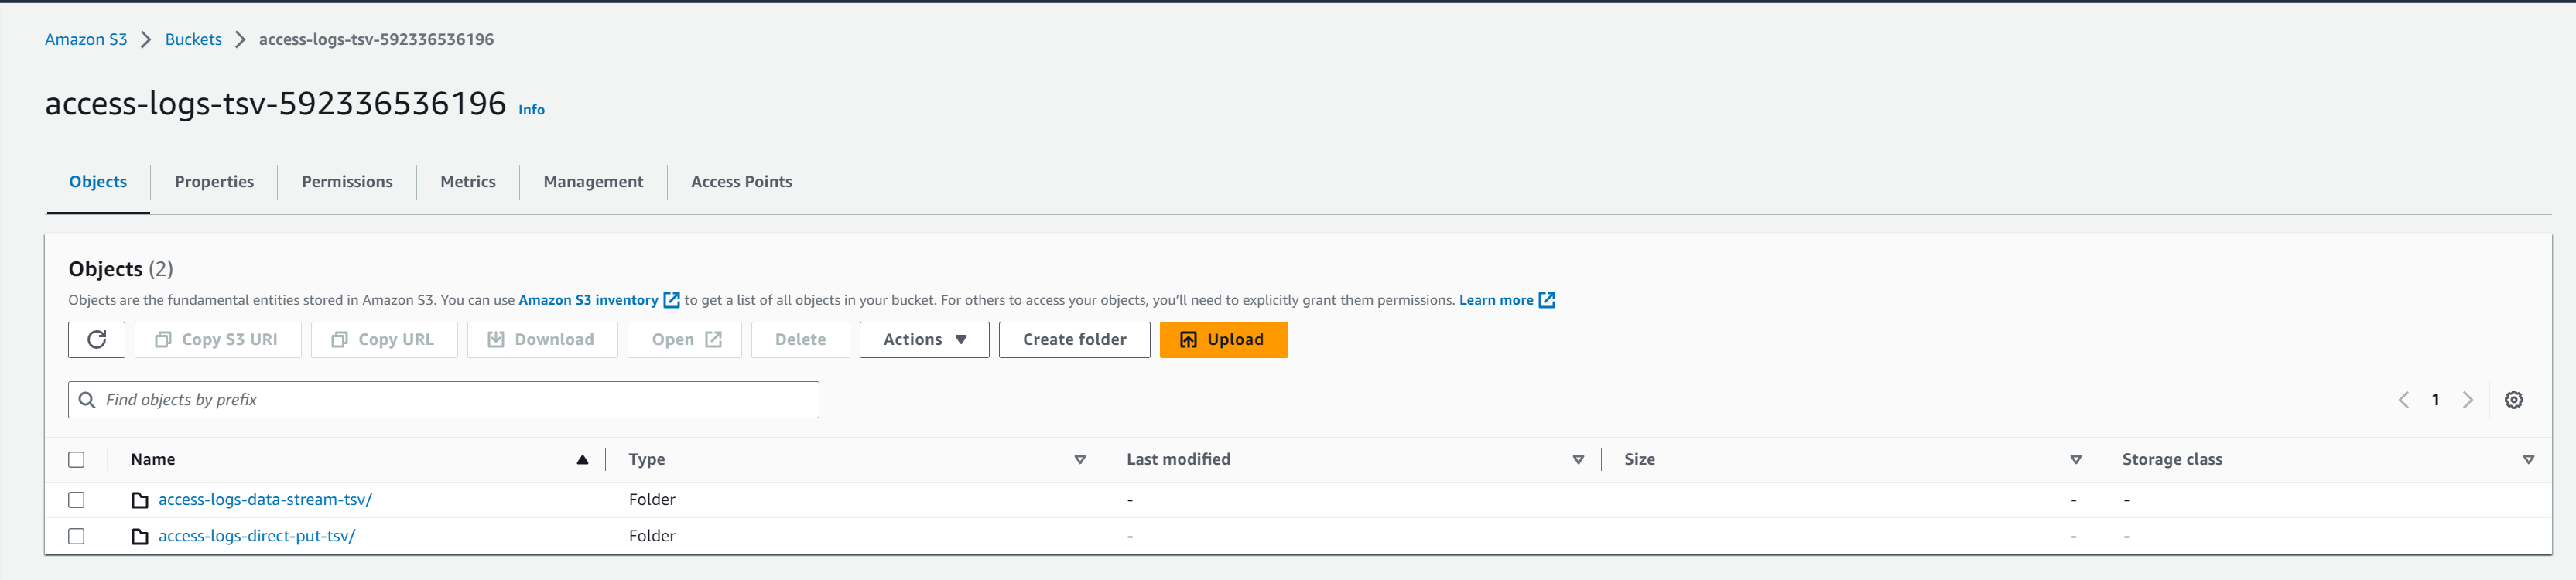 Amazon S3 > Buckets > access-logs-tsv-592336536196
access-logs-tsv-592336536196 Info
Objects Properties Permissions Metrics Management Access Points
Objects (2)
Objects are the fundamental entities stored in Amazon S3. You can use Amazon S3 inventory to get a list of all objects in your bucket. For others to access your objects, you'll need to explicitly grant them permissions. Learn more
Copy S3 URI Copy URL Download Open Delete Actions Create folder Upload
Find objects by prefix 1
Name Type Last modified Size Storage class
access-logs-data-stream-tsv/ Folder - - -
access-logs-direct-put-tsv/ Folder - - -